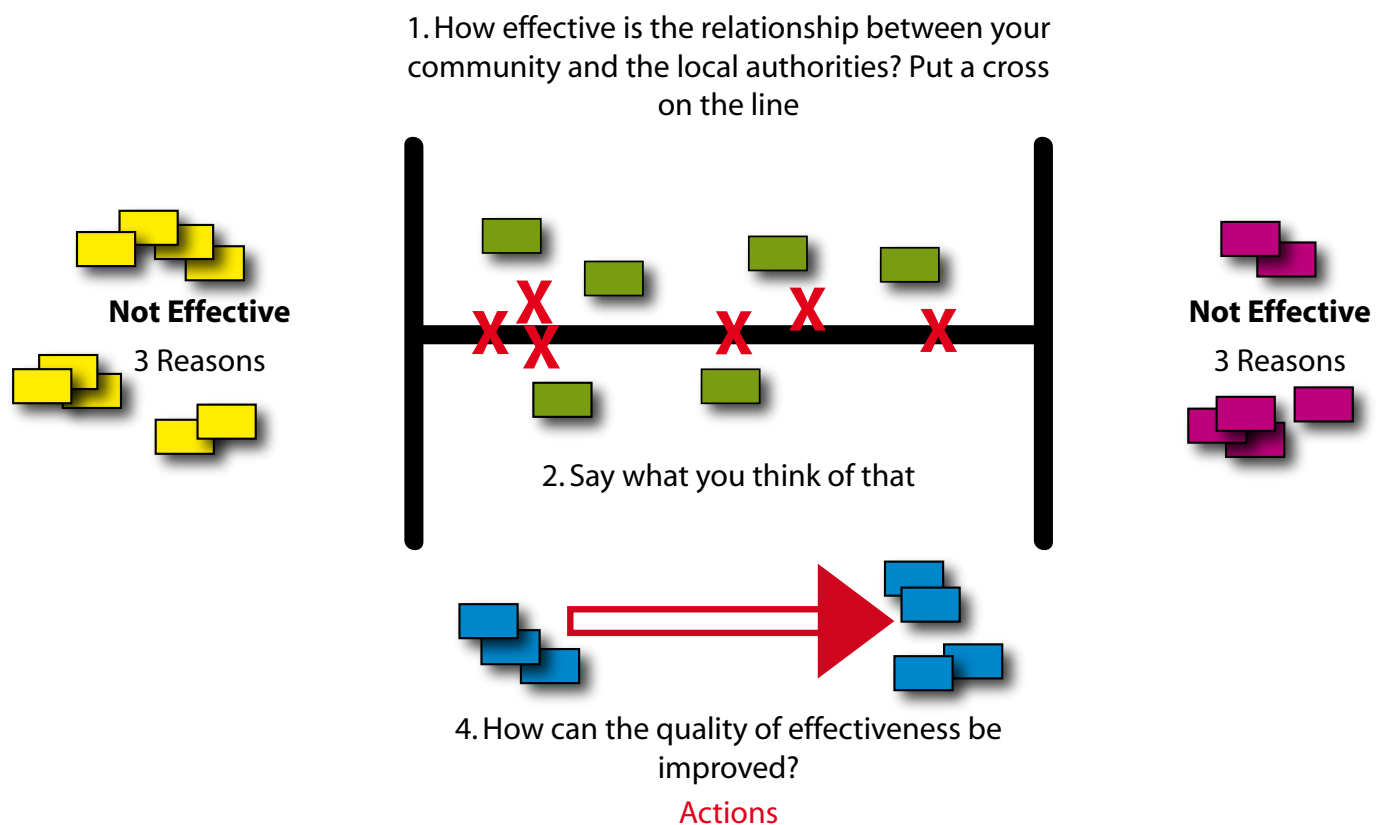 1. How effective is the relationship between your
community and the local authorities? Put a cross
on the line
Not Effective
3 Reasons
X
X
X
X
X
X
Not Effective
3 Reasons
2. Say what you think of that
4. How can the quality of effectiveness be
improved?
Actions